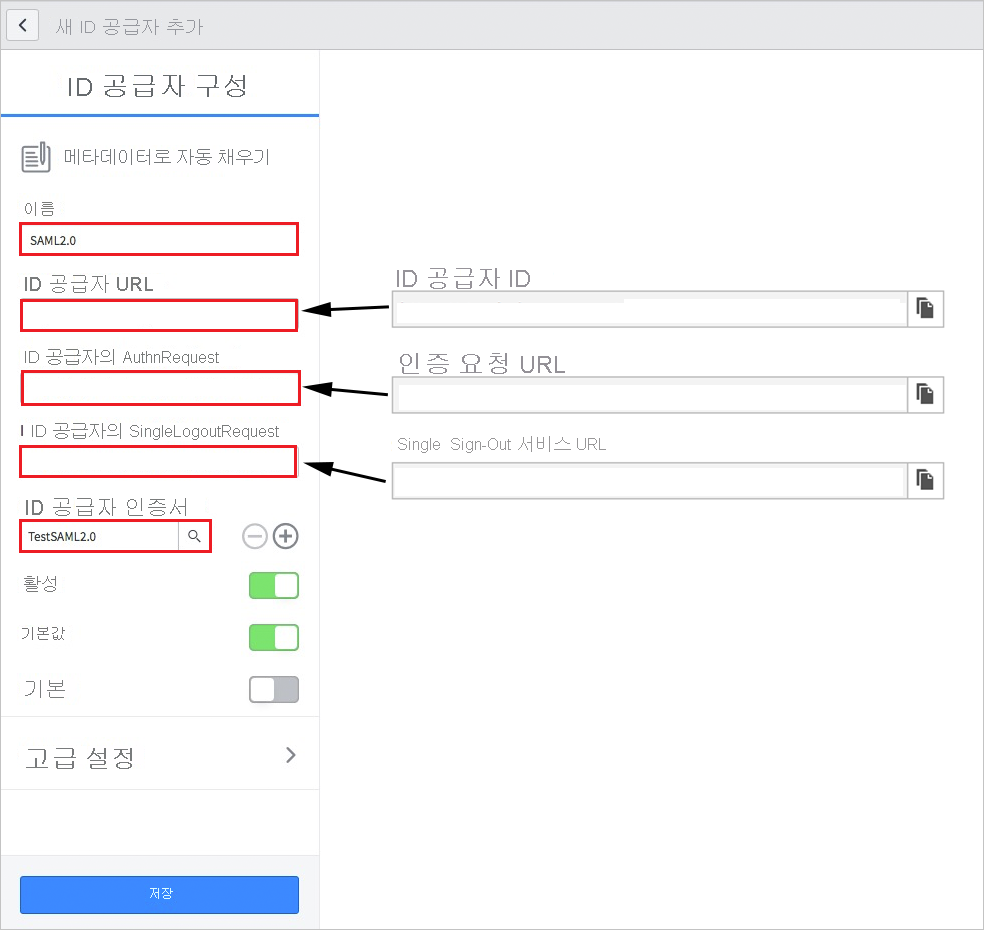 새 ID 공급자 추가
ID 공급자 구성
메타데이터로 자동 채우기
이름
SAML2.0
ID 공급자 URL
ID 공급자의 AuthnRequest
I ID 공급자의 SingleLogoutRequest
ID 공급자 인증서
TestSAML2.0
활성
기본값
기본
고급 설정
저장
ID 공급자 ID
인증 요청 URL
Single Sign-Out 서비스 URL